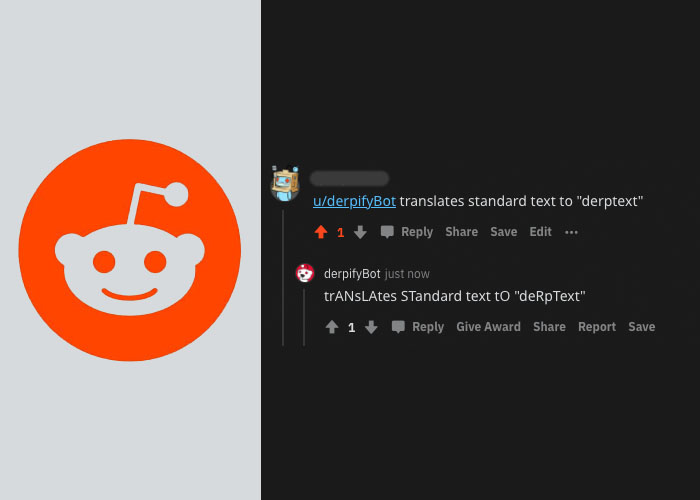 u/derpifyBot translates standard text to "derptext"
1 Reply Share Save Edit
derpifyBot just now
trANsLAtes STandard text tO "deRpText"
1 Reply Give Award Share Report Save